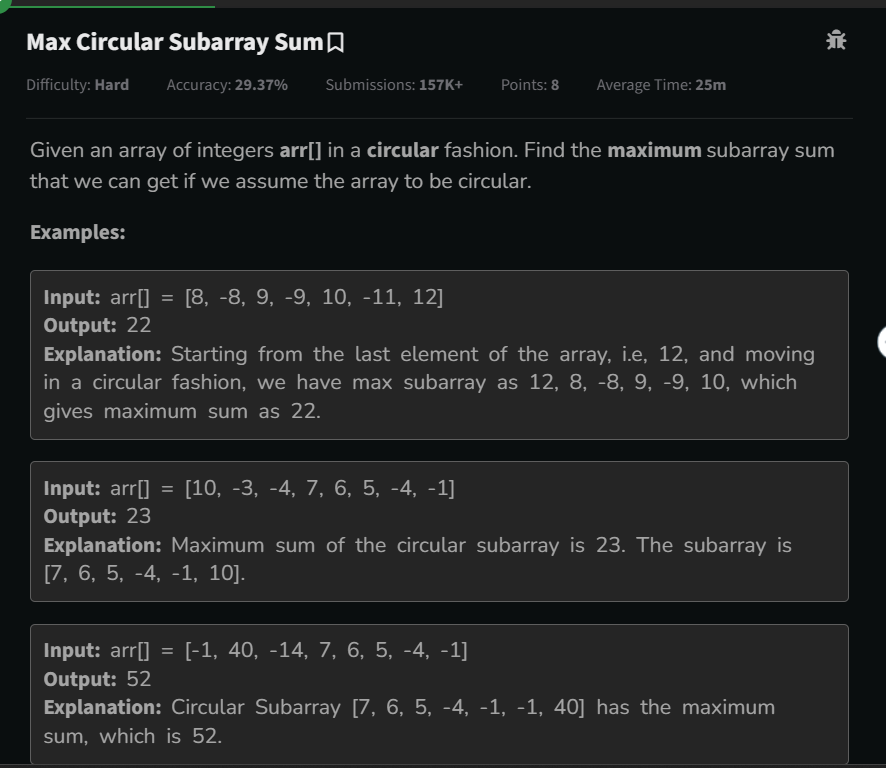 Max Circular Subarray Sum
Difficulty: Hard Accuracy: 29.37% Submissions: 157K+ Points: 8 Average Time: 25m
Given an array of integers arr[] in a circular fashion. Find the maximum subarray sum
that we can get if we assume the array to be circular.
Examples:
Input: arr[] = [8, -8, 9, -9, 10, -11, 12]
Output: 22
Explanation: Starting from the last element of the array, i.e, 12, and moving
in a circular fashion, we have max subarray as 12, 8, -8, 9, -9, 10, which
gives maximum sum as 22.
Input: arr[] = [10, -3, -4, 7, 6, 5, -4, -1]
Output: 23
Explanation: Maximum sum of the circular subarray is 23. The subarray is
[7, 6, 5, -4, -1, 10].
Input: arr[] = [-1, 40, -14, 7, 6, 5, -4, -1]
Output: 52
Explanation: Circular Subarray [7, 6, 5, -4, -1, -1, 40] has the maximum
sum, which is 52.